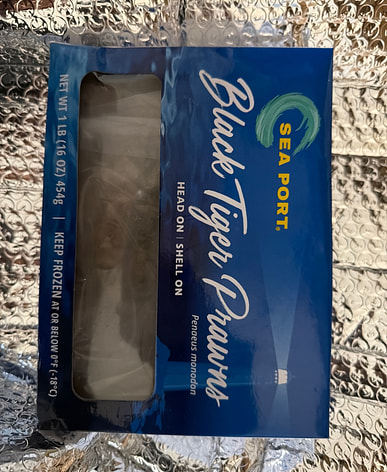 SEA PORT®
Black Tiger Prawns
Penaeus monodon
HEAD ON | SHELL ON
NET WT 1 LB (16 OZ) 454g | KEEP FROZEN AT OR BELOW 0°F (-18°C)